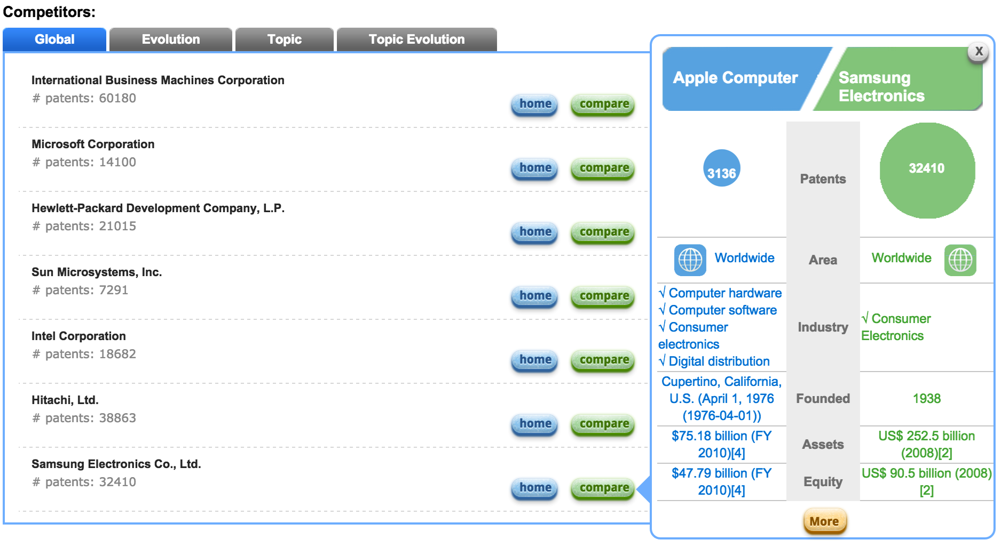 Competitors:
Global
Evolution
Topic
Topic Evolution
International Business Machines Corporation
# patents: 60180
home
compare
Microsoft Corporation
# patents: 14100
home
compare
Hewlett-Packard Development Company, L.P.
# patents: 21015
home
compare
Sun Microsystems, Inc.
# patents: 7291
home
compare
Intel Corporation
# patents: 18682
home
compare
Hitachi, Ltd.
# patents: 38863
home
compare
Samsung Electronics Co., Ltd.
# patents: 32410
home
compare
X
Apple Computer
Samsung
Electronics
3136
Patents
32410
Worldwide
Area
Worldwide
√ Computer hardware
√ Computer software
√ Consumer
electronics
√ Digital distribution
Industry
√ Consumer
Electronics
Cupertino, California,
U.S. (April 1, 1976
(1976-04-01))
Founded
1938
$75.18 billion (FY
2010)[4]
Assets
US$ 252.5 billion
(2008)[2]
$47.79 billion (FY
2010)[4]
Equity
US$ 90.5 billion (2008)
[2]
More